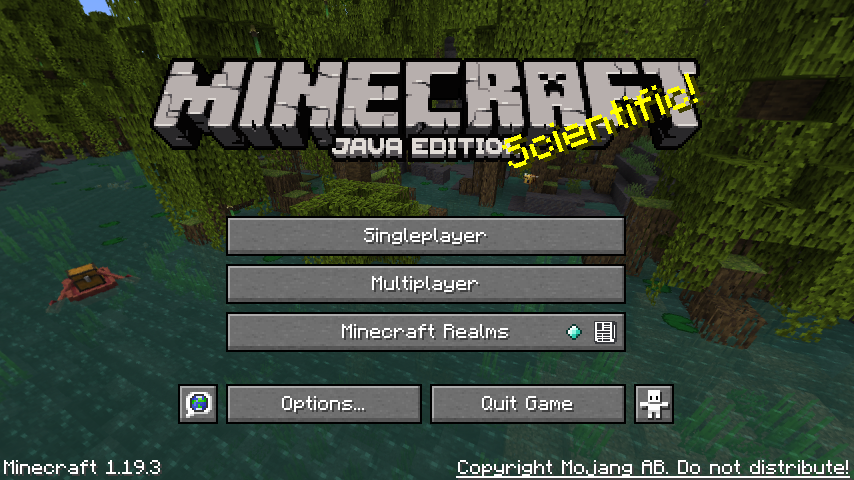 MINECRAFT
JAVA EDITION
Scientific!
Singleplayer
Multiplayer
Minecraft Realms
Options...
Quit Game
Minecraft 1.19.3
Copyright Mojang AB. Do not distribute!